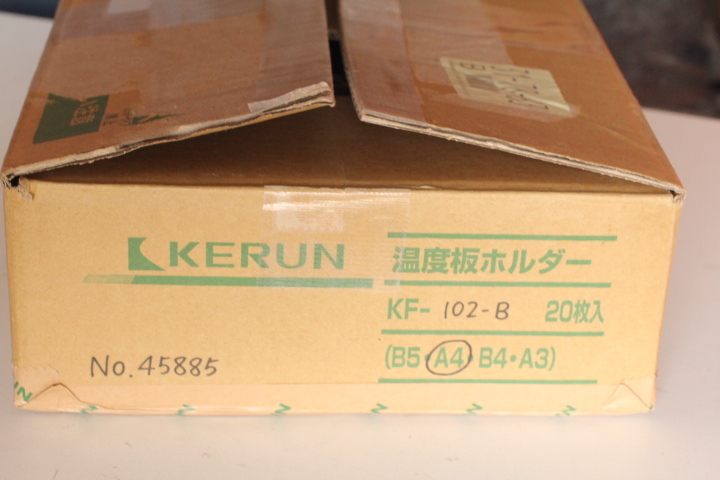 KERUN
温度板ホルダー
KF-102-B 20枚入
(B5・A4・B4・A3)
No.45885